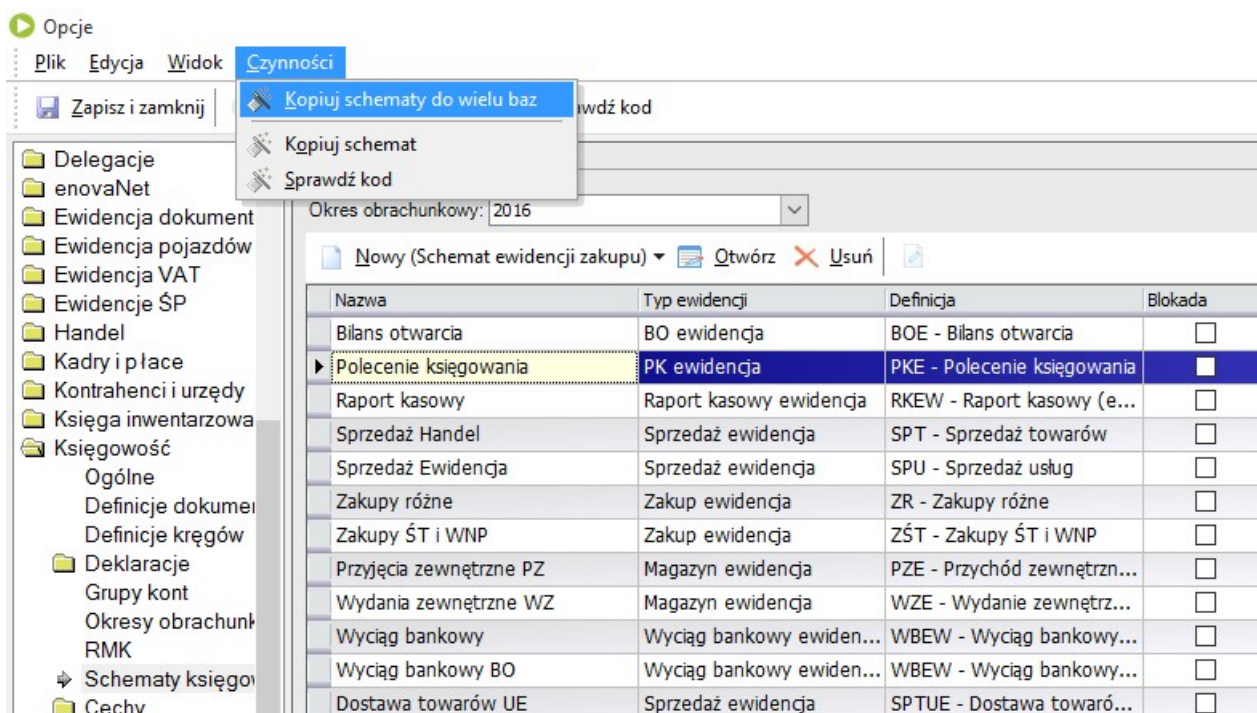 Opcje
Plik Edycja Widok Czynności
Zapisz i zamknij wdź kod
Kopiuj schematy do wielu baz
Kopiuj schemat
Sprawdź kod
Delegacje
enovaNet
Ewidencja dokument
Ewidencja pojazdów
Ewidencja VAT
Ewidencje ŚP
Handel
Kadry i płace
Kontrahenci i urzędy
Księga inwentarzowa
Księgowość
Ogólne
Definicje dokumen
Definicje kręgów
Deklaracje
Grupy kont
Okresy obrachunk
RMK
Schematy księgow
Cechy
Okres obrachunkowy: 2016
Nowy (Schemat ewidencji zakupu) Otwórz Usuń
Nazwa Typ ewidencji Definicja Blokada
Bilans otwarcia BO ewidencja BOE - Bilans otwarcia
Polecenie księgowania PK ewidencja PKE - Polecenie księgowania
Raport kasowy Raport kasowy ewidencja RKEW - Raport kasowy (e...
Sprzedaż Handel Sprzedaż ewidencja SPT - Sprzedaż towarów
Sprzedaż Ewidencja Sprzedaż ewidencja SPU - Sprzedaż usług
Zakupy różne Zakup ewidencja ZR - Zakupy różne
Zakupy ŚT i WNP Zakup ewidencja ZŚT - Zakupy ŚT i WNP
Przyjęcia zewnętrzne PZ Magazyn ewidencja PZE - Przychód zewnętrzn...
Wydania zewnętrzne WZ Magazyn ewidencja WZE - Wydanie zewnętrz...
Wyciąg bankowy Wyciąg bankowy ewiden... WBEW - Wyciąg bankowy...
Wyciąg bankowy BO Wyciąg bankowy ewiden... WBEW - Wyciąg bankowy...
Dostawa towarów UE Sprzedaż ewidencja SPTUE - Dostawa towaró...